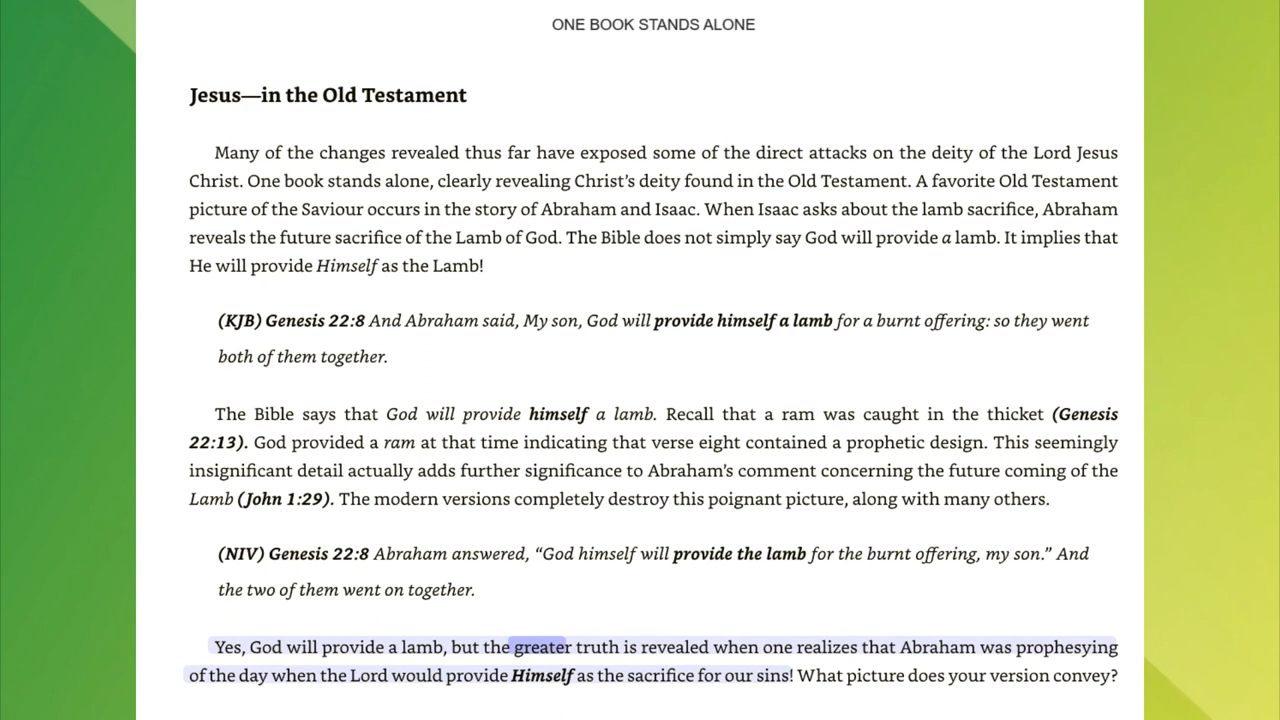 ONE BOOK STANDS ALONE
Jesus—in the Old Testament
Many of the changes revealed thus far have exposed some of the direct attacks on the deity of the Lord Jesus
Christ. One book stands alone, clearly revealing Christ's deity found in the Old Testament. A favorite Old Testament
picture of the Saviour occurs in the story of Abraham and Isaac. When Isaac asks about the lamb sacrifice, Abraham
reveals the future sacrifice of the Lamb of God. The Bible does not simply say God will provide a lamb. It implies that
He will provide Himself as the Lamb!
(KJB) Genesis 22:8 And Abraham said, My son, God will provide himself a lamb for a burnt offering: so they went
both of them together.
The Bible says that God will provide himself a lamb. Recall that a ram was caught in the thicket (Genesis
22:13). God provided a ram at that time indicating that verse eight contained a prophetic design. This seemingly
insignificant detail actually adds further significance to Abraham's comment concerning the future coming of the
Lamb (John 1:29). The modern versions completely destroy this poignant picture, along with many others.
(NIV) Genesis 22:8 Abraham answered, “God himself will provide the lamb for the burnt offering, my son.” And
the two of them went on together.
Yes, God will provide a lamb, but the greater truth is revealed when one realizes that Abraham was prophesying
of the day when the Lord would provide Himself as the sacrifice for our sins! What picture does your version convey?